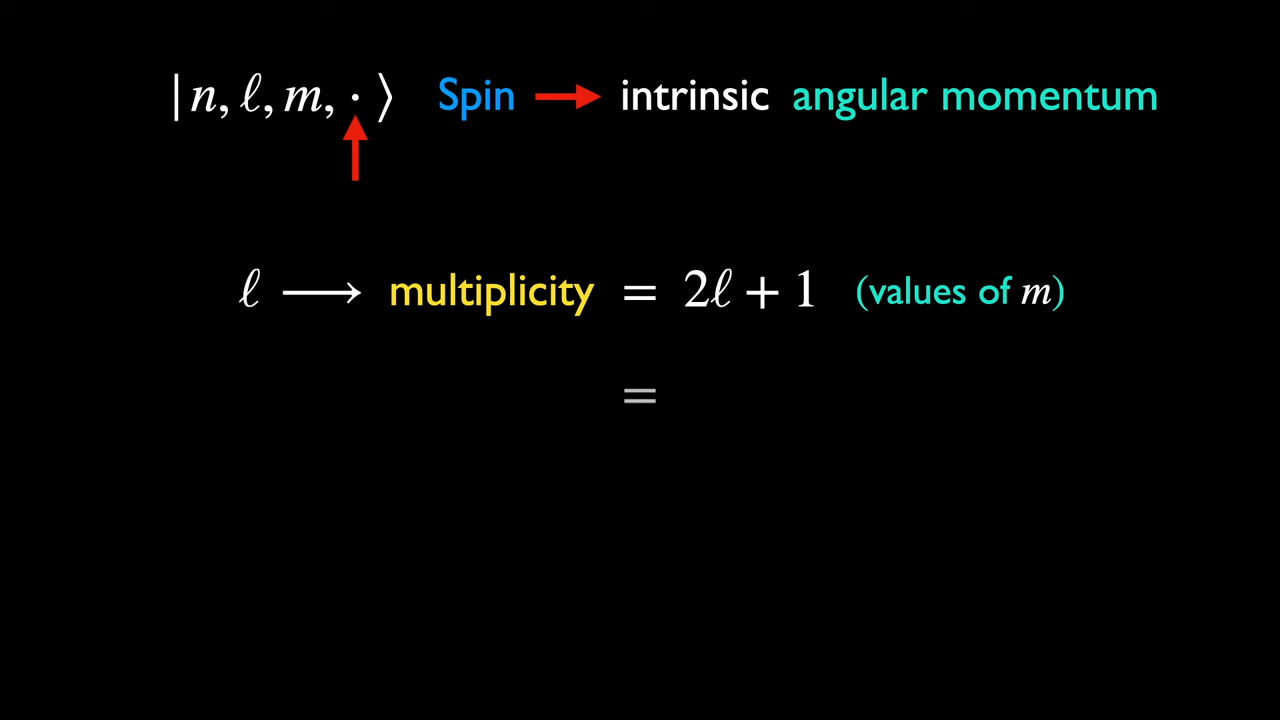 |n, ℓ, m, · ⟩ Spin → intrinsic angular momentum
ℓ ⟶ multiplicity = 2ℓ + 1 (values of m)
=